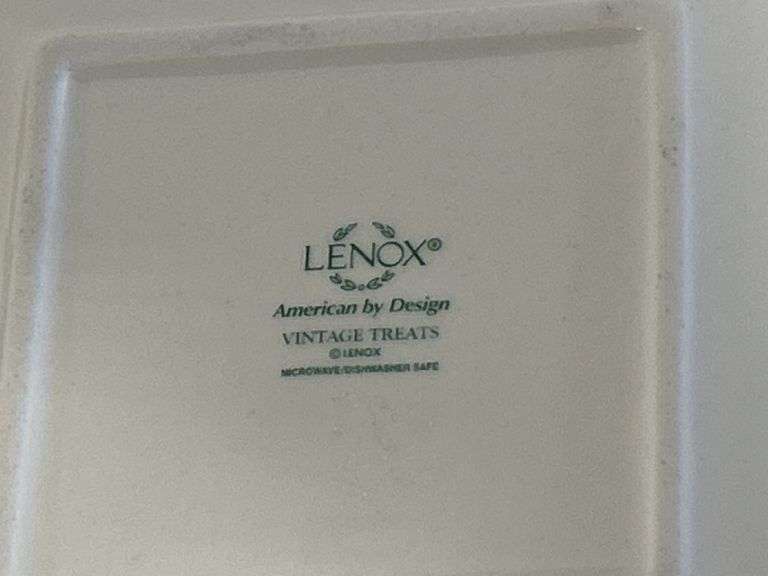 LENOX®
American by Design
VINTAGE TREATS
© LENOX
MICROWAVE/DISHWASHER SAFE